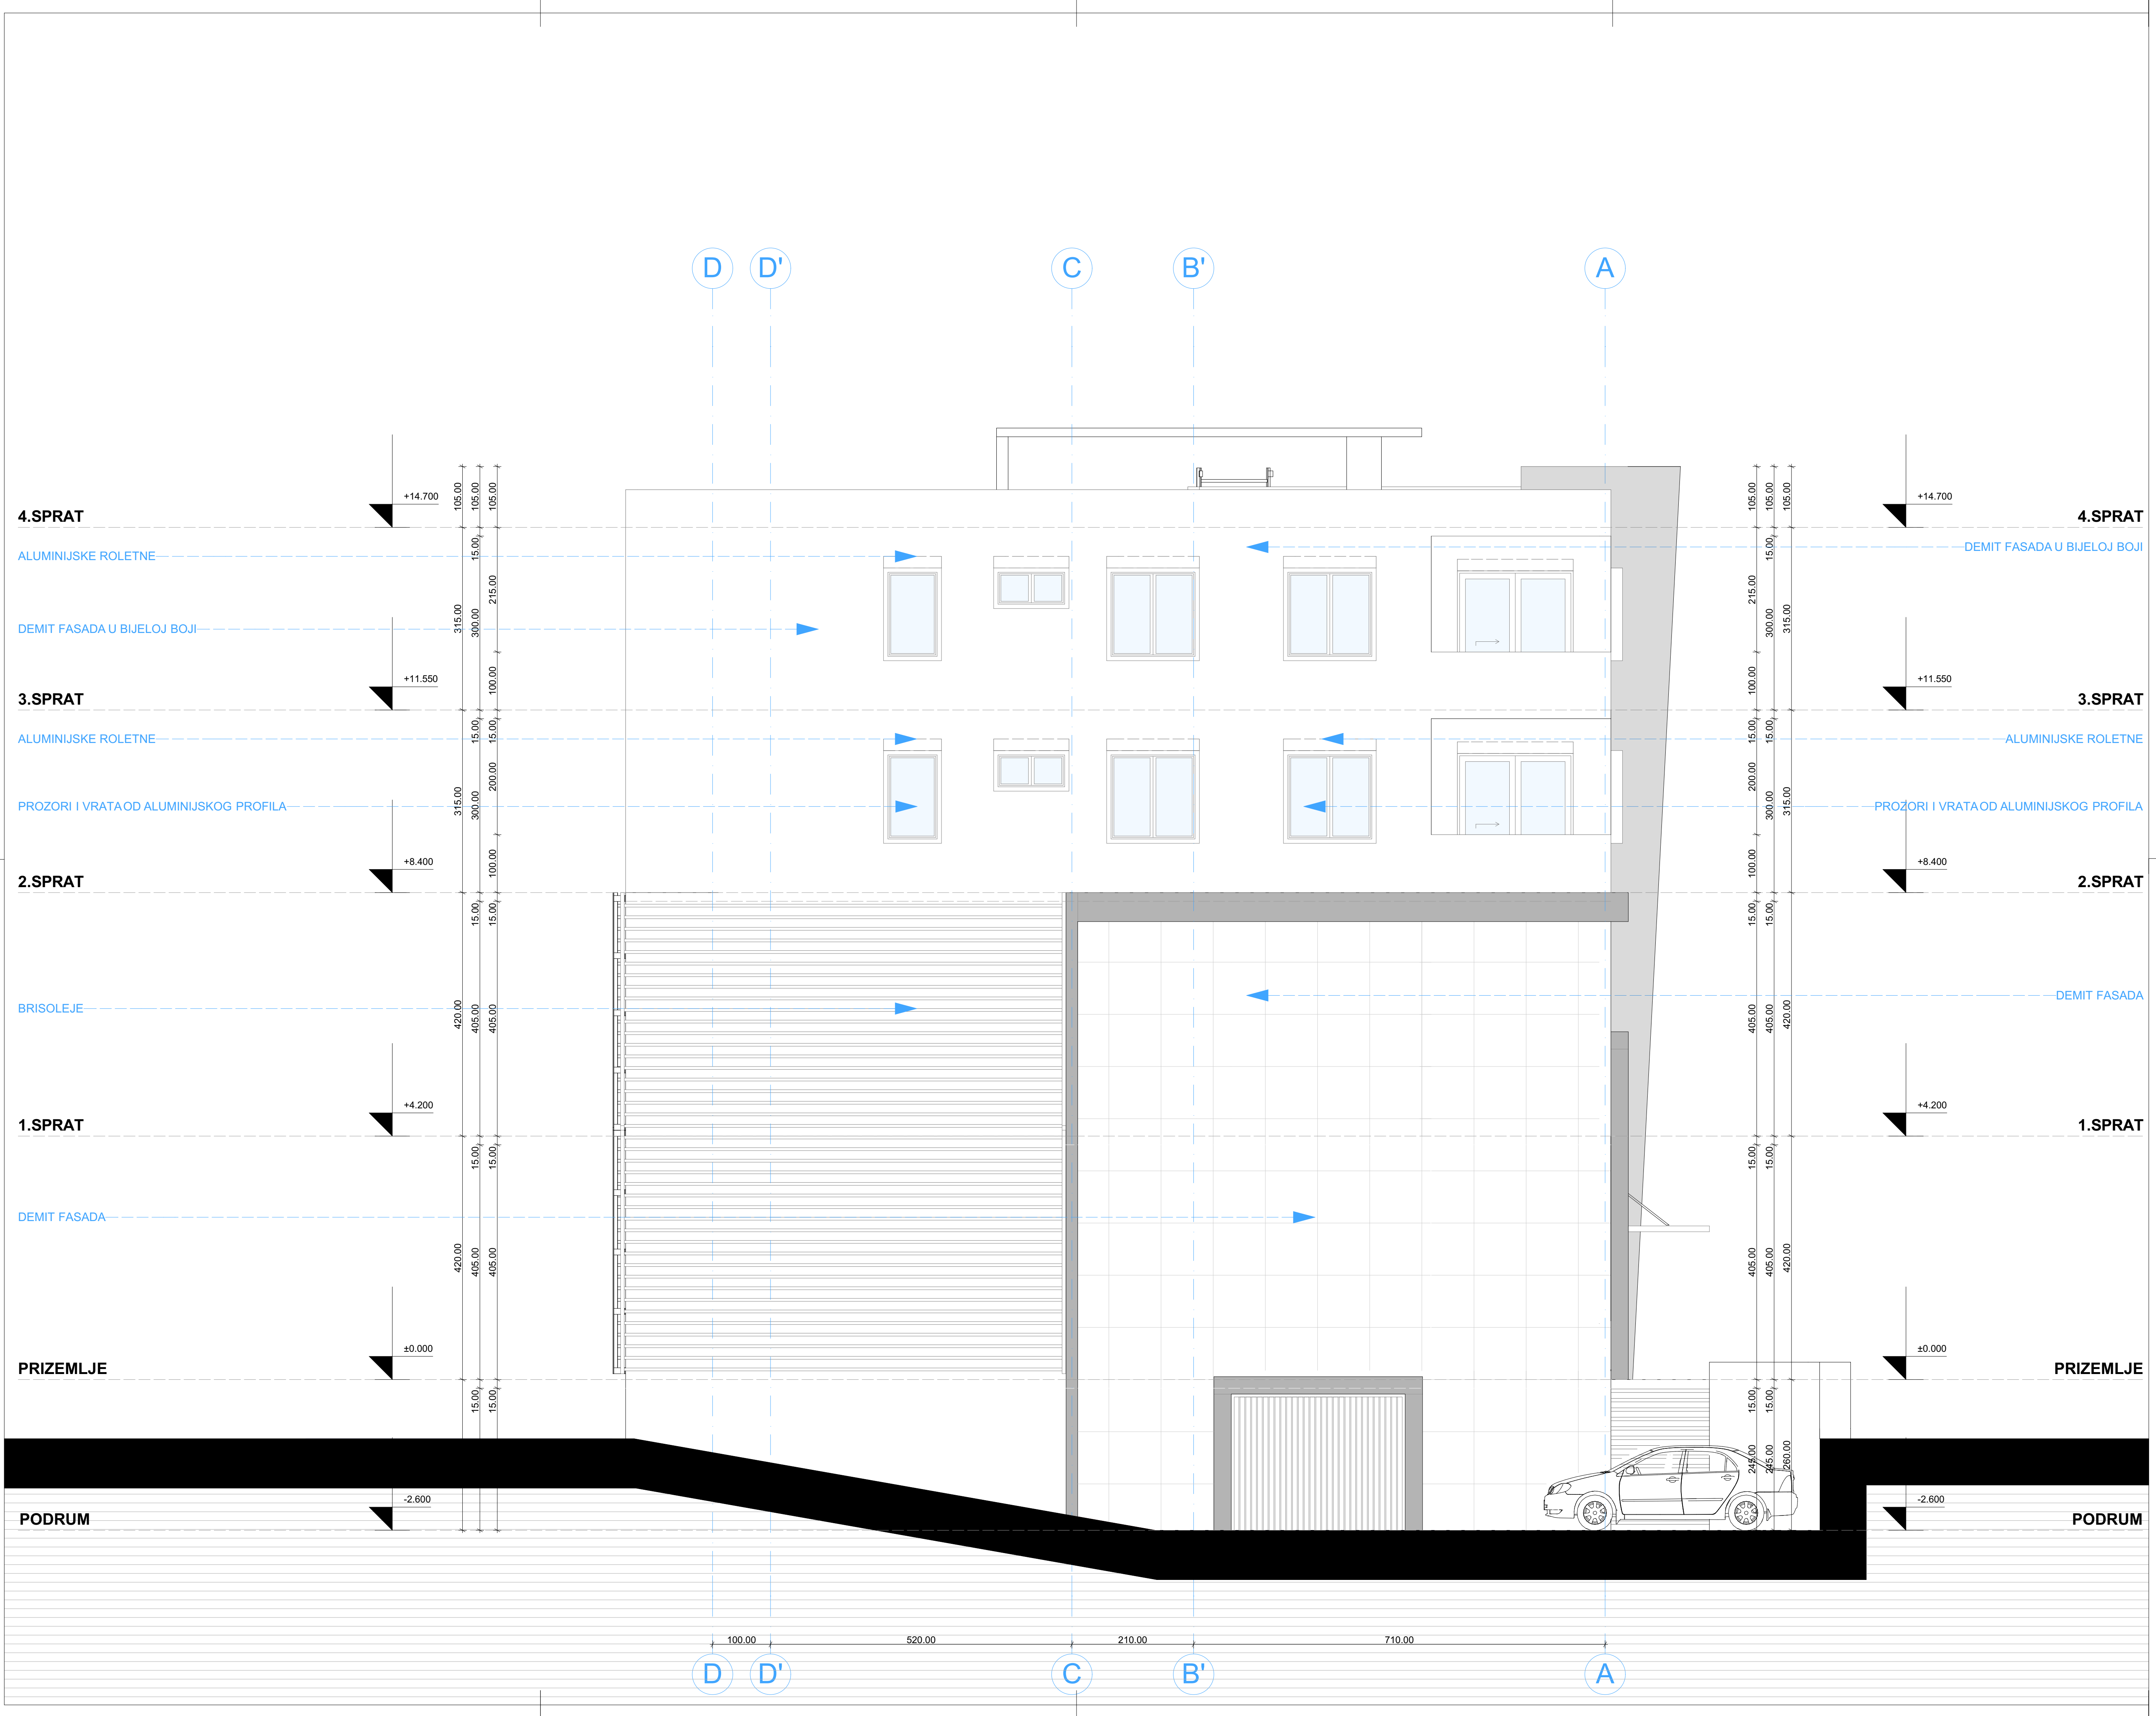 D D' C B' A
105.00 105.00 105.00
105.00 105.00 105.00
+14.700
+14.700
4.SPRAT
4.SPRAT
ALUMINIJSKE ROLETNE
DEMIT FASADA U BIJELOJ BOJI
15.00
215.00
315.00
300.00
100.00
15.00
215.00
300.00
315.00
100.00
DEMIT FASADA U BIJELOJ BOJI
+11.550
+11.550
3.SPRAT
3.SPRAT
ALUMINIJSKE ROLETNE
ALUMINIJSKE ROLETNE
15.00 15.00
200.00
315.00
300.00
100.00
15.00 15.00
200.00
300.00
315.00
100.00
PROZORI I VRATA OD ALUMINIJSKOG PROFILA
PROZORI I VRATA OD ALUMINIJSKOG PROFILA
+8.400
+8.400
2.SPRAT
2.SPRAT
15.00 15.00
15.00 15.00
DEMIT FASADA
BRISOLEJE
420.00 405.00 405.00
405.00 405.00 420.00
+4.200
+4.200
1.SPRAT
1.SPRAT
15.00 15.00
15.00 15.00
DEMIT FASADA
420.00 405.00 405.00
405.00 405.00 420.00
±0.000
±0.000
PRIZEMLJE
PRIZEMLJE
15.00 15.00
15.00 15.00
245.00 245.00 260.00
-2.600
-2.600
PODRUM
PODRUM
100.00 520.00 210.00 710.00
D D' C B' A